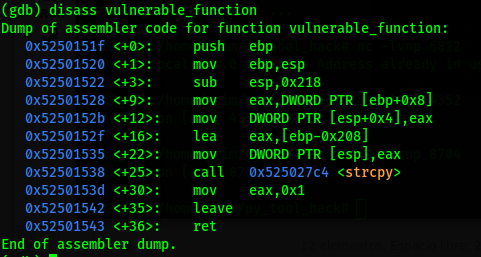 (gdb) disass vulnerable_function
Dump of assembler code for function vulnerable_function:
0x5250151f <+0>: push ebp
0x52501520 <+1>: mov ebp,esp
0x52501522 <+3>: sub esp,0x218
0x52501528 <+9>: mov eax,DWORD PTR [ebp+0x8]
0x5250152b <+12>: mov DWORD PTR [esp+0x4],eax
0x5250152f <+16>: lea eax,[ebp-0x208]
0x52501535 <+22>: mov DWORD PTR [esp],eax
0x52501538 <+25>: call 0x525027c4 <strcpy>
0x5250153d <+30>: mov eax,0x1
0x52501542 <+35>: leave
0x52501543 <+36>: ret
End of assembler dump.